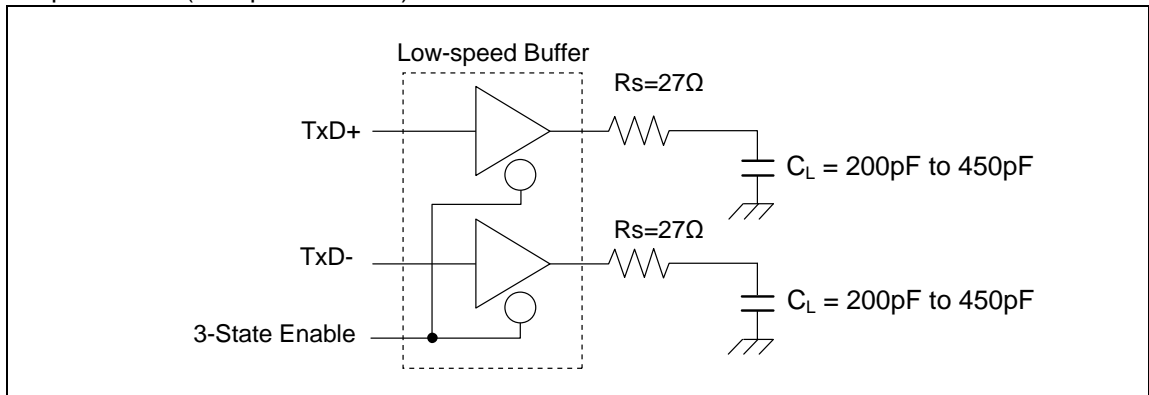 Low-speed Buffer
Rs=27Ω
TxD+
C_L = 200pF to 450pF
Rs=27Ω
TxD-
C_L = 200pF to 450pF
3-State Enable